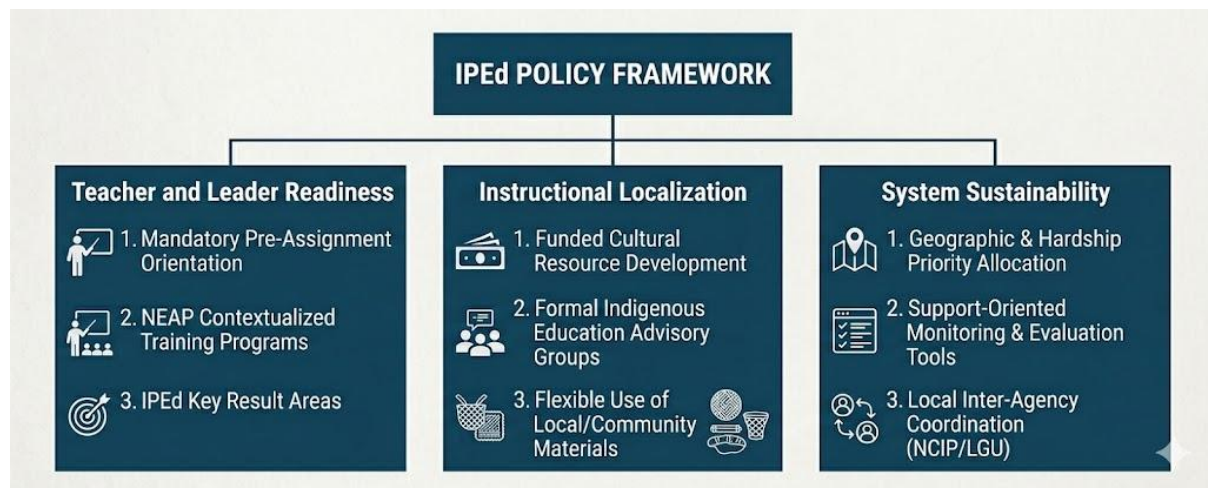 IPEd POLICY FRAMEWORK
Teacher and Leader Readiness
1. Mandatory Pre-Assignment
Orientation
2. NEAP Contextualized
Training Programs
3. IPEd Key Result Areas
Instructional Localization
1. Funded Cultural
Resource Development
2. Formal Indigenous
Education Advisory
Groups
3. Flexible Use of
Local/Community
Materials
System Sustainability
1. Geographic & Hardship
Priority Allocation
2. Support-Oriented
Monitoring & Evaluation
Tools
3. Local Inter-Agency
Coordination
(NCIP/LGU)